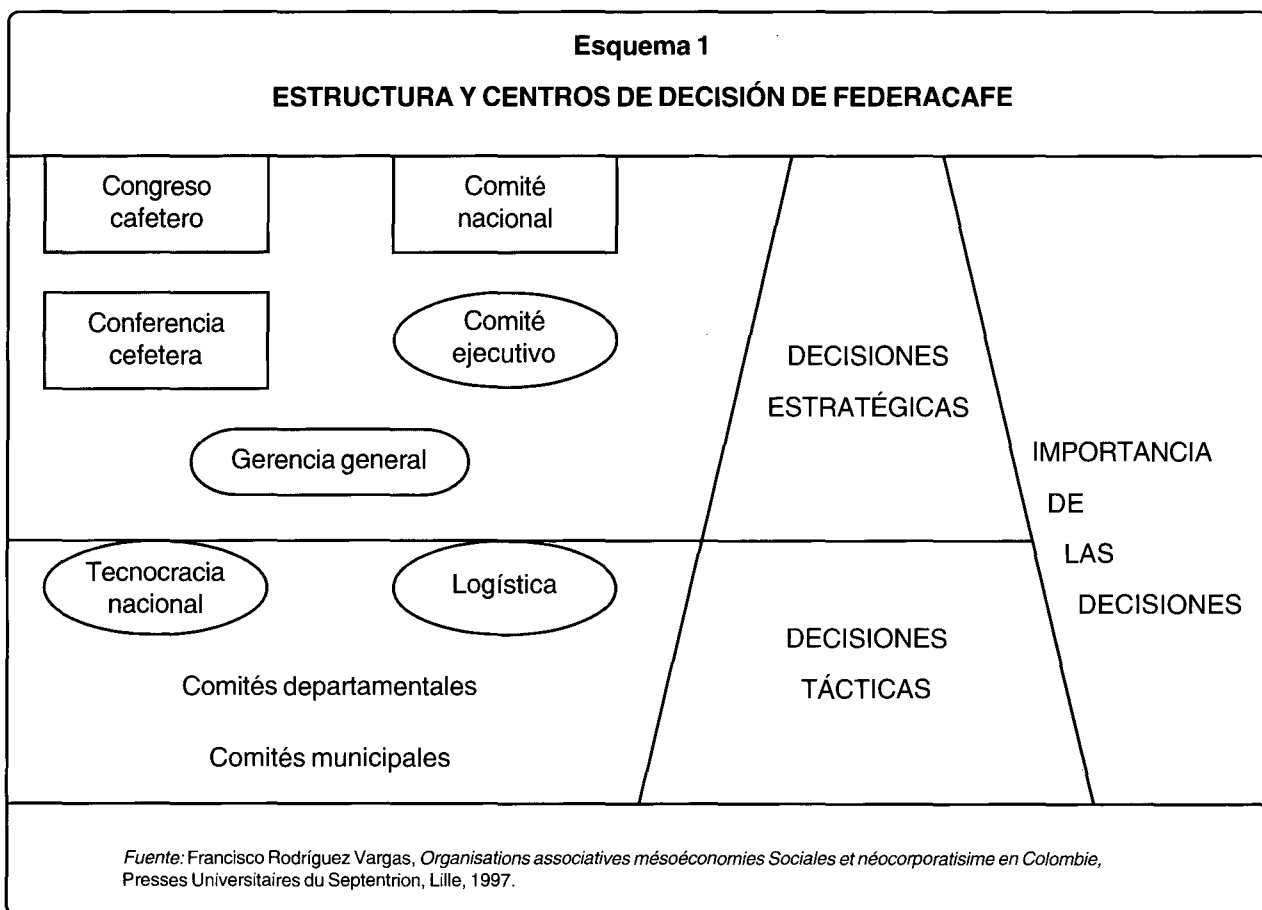 Esquema 1
ESTRUCTURA Y CENTROS DE DECISIÓN DE FEDERACAFE
Congreso
cafetero
Comité
nacional
Conferencia
cefetera
Comité
ejecutivo
Gerencia general
DECISIONES
ESTRATÉGICAS
IMPORTANCIA
DE
LAS
DECISIONES
Tecnocracia
nacional
Logística
Comités departamentales
Comités municipales
DECISIONES
TÁCTICAS
Fuente: Francisco Rodríguez Vargas, Organisations associatives mésoéconomies Sociales et néocorporatisime en Colombie,
Presses Universitaires du Septentrion, Lille, 1997.